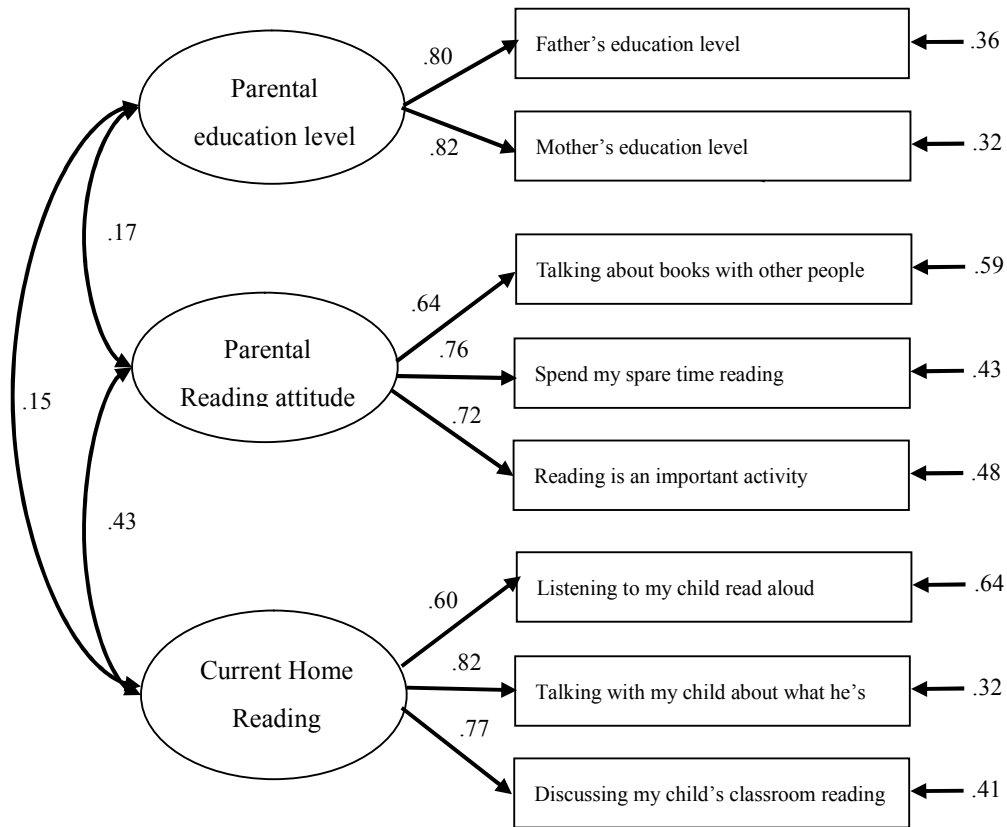 Parental
education level
.80
.82
Father's education level
.36
Mother's education level
.32
.17
Parental
Reading attitude
.64
.76
.72
Talking about books with other people
.59
Spend my spare time reading
.43
Reading is an important activity
.48
.15
.43
Current Home
Reading
.60
.82
.77
Listening to my child read aloud
.64
Talking with my child about what he's
.32
Discussing my child's classroom reading
.41